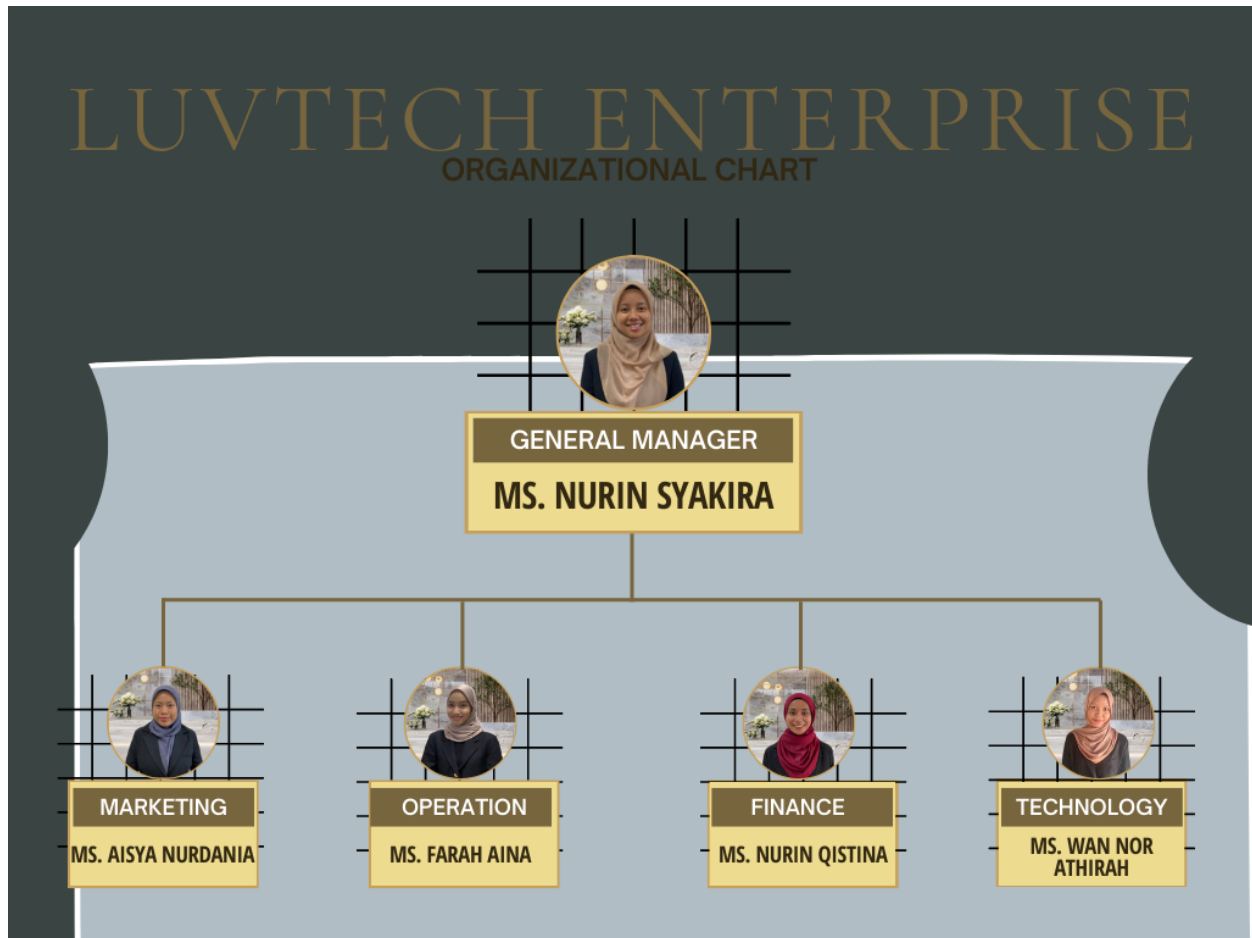 LUVTECH ENTERPRISE
ORGANIZATIONAL CHART
GENERAL MANAGER
MS. NURIN SYAKIRA
MARKETING
MS. AISYA NURDANIA
OPERATION
MS. FARAH AINA
FINANCE
MS. NURIN QISTINA
TECHNOLOGY
MS. WAN NOR
ATHIRAH